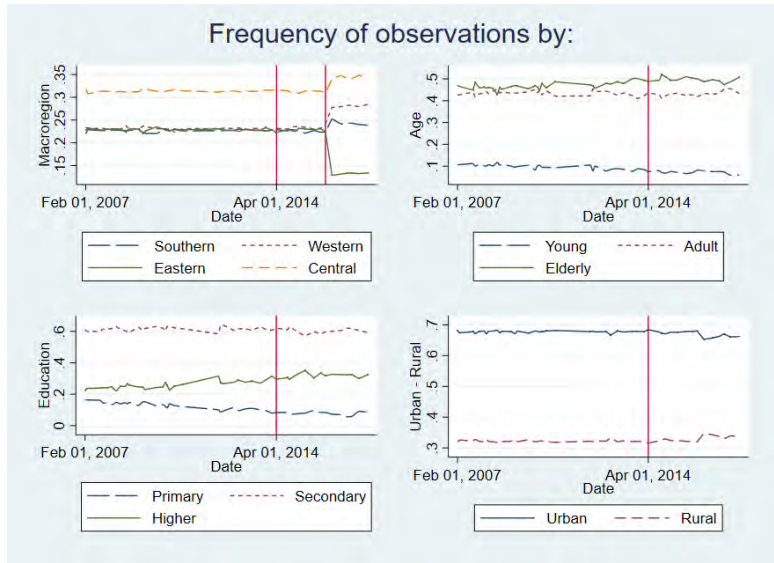 Frequency of observations by:
Macroregion
.15 .2 .25 .3 .35
Feb 01, 2007 Apr 01, 2014
Date
Southern Western
Eastern Central
Age
.1 .2 .3 .4 .5
Feb 01, 2007 Apr 01, 2014
Date
Young Adult
Elderly
Education
0 .2 .4 .6
Feb 01, 2007 Apr 01, 2014
Date
Primary Secondary
Higher
Urban - Rural
.3 .4 .5 .6 .7
Feb 01, 2007 Apr 01, 2014
Date
Urban Rural